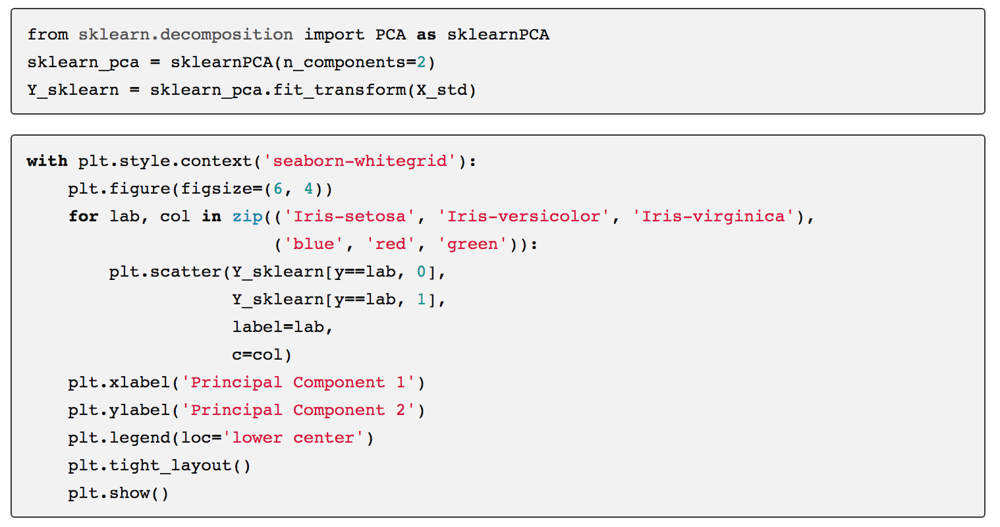 from sklearn.decomposition import PCA as sklearnPCA
sklearn_pca = sklearnPCA(n_components=2)
Y_sklearn = sklearn_pca.fit_transform(X_std)
with plt.style.context('seaborn-whitegrid'):
    plt.figure(figsize=(6, 4))
    for lab, col in zip(('Iris-setosa', 'Iris-versicolor', 'Iris-virginica'),
                        ('blue', 'red', 'green')):
        plt.scatter(Y_sklearn[y==lab, 0],
                    Y_sklearn[y==lab, 1],
                    label=lab,
                    c=col)
    plt.xlabel('Principal Component 1')
    plt.ylabel('Principal Component 2')
    plt.legend(loc='lower center')
    plt.tight_layout()
    plt.show()